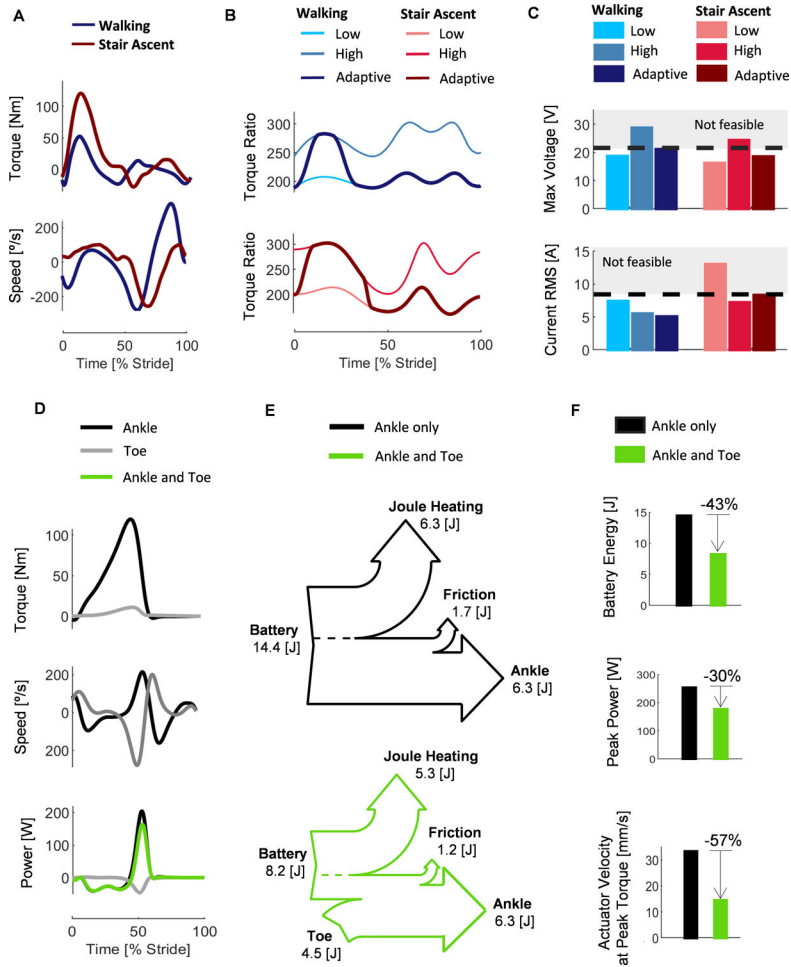 A
Walking
Stair Ascent
Torque [Nm]
100
0
Speed [º/s]
200
0
-200
0
50
100
Time [% Stride]
B
Walking
Stair Ascent
Low
Low
High
High
Adaptive
Adaptive
Torque Ratio
300
250
200
Torque Ratio
300
250
200
0
50
100
Time [% Stride]
C
Walking
Stair Ascent
Low
Low
High
High
Adaptive
Adaptive
Max Voltage [V]
30
20
10
0
Not feasible
Current RMS [A]
15
10
5
0
Not feasible
D
Ankle
Toe
Ankle and Toe
Torque [Nm]
100
50
0
Speed [º/s]
200
0
200
Power [W]
200
100
0
0
50
100
Time [% Stride]
E
Ankle only
Ankle and Toe
Joule Heating
6.3 [J]
Friction
1.7 [J]
Battery
14.4 [J]
Ankle
6.3 [J]
Joule Heating
5.3 [J]
Friction
1.2 [J]
Battery
8.2 [J]
Ankle
6.3 [J]
Toe
4.5 [J]
F
Ankle only
Ankle and Toe
Battery Energy [J]
15
10
5
0
-43%
Peak Power [W]
300
200
100
0
-30%
Actuator Velocity
at Peak Torque [mm/s]
30
20
10
0
-57%